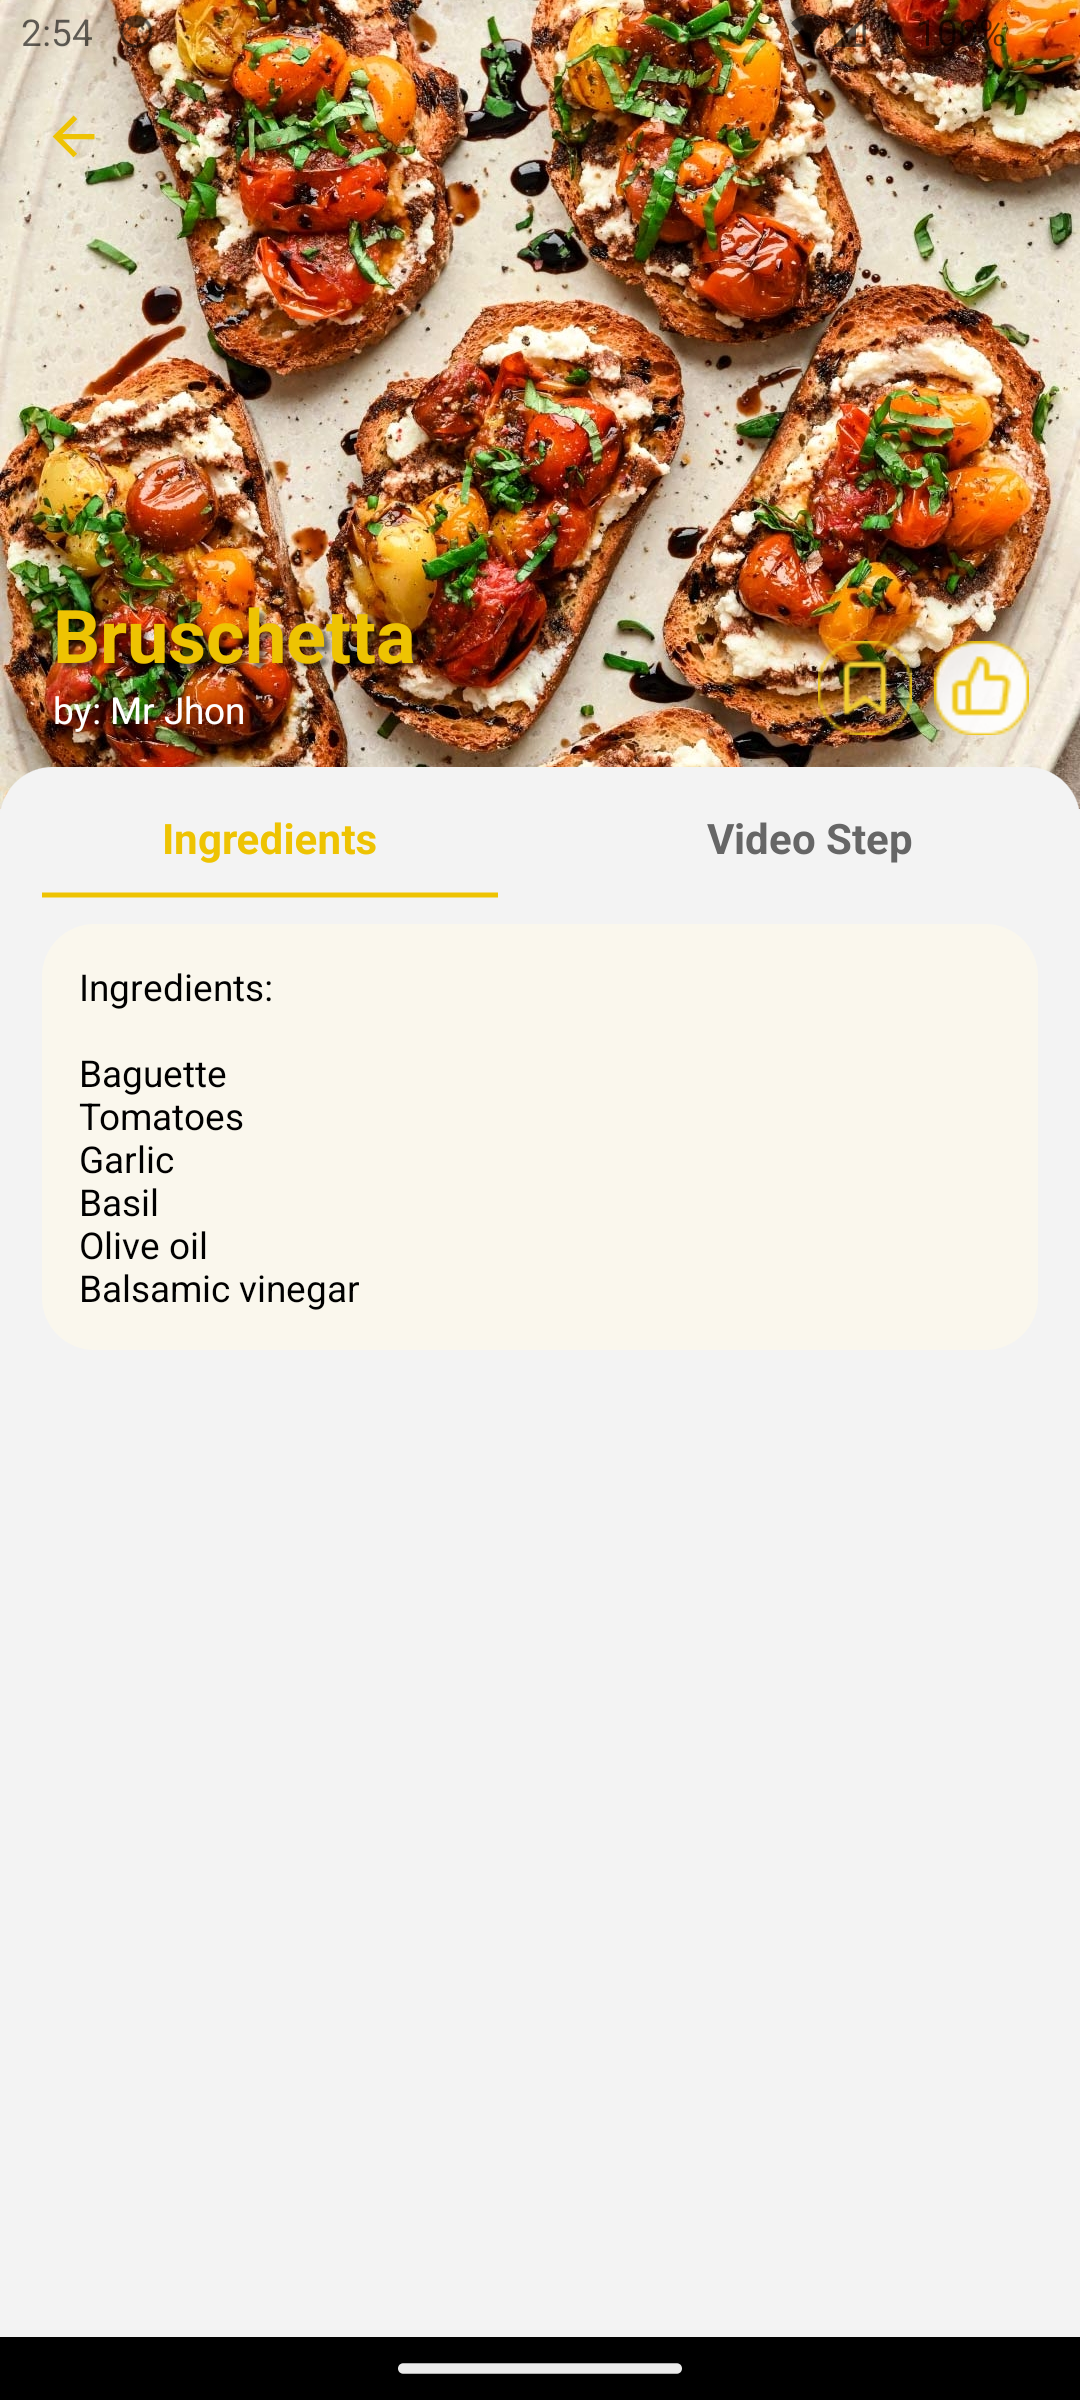 2:54
100%
Bruschetta
by: Mr Jhon
Ingredients
Video Step
Ingredients:
Baguette
Tomatoes
Garlic
Basil
Olive oil
Balsamic vinegar